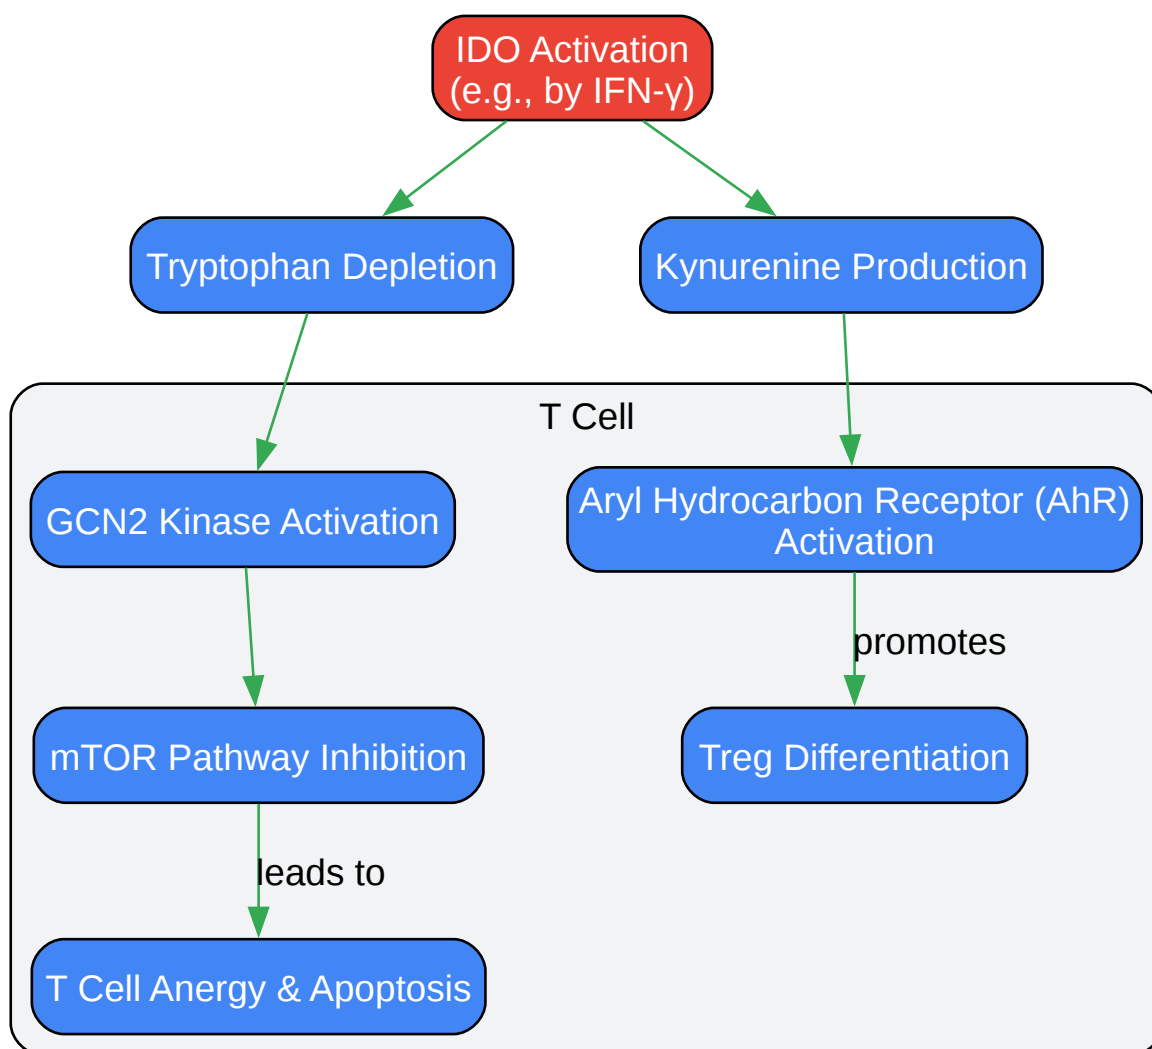 IDO Activation
(e.g., by IFN-γ)
Tryptophan Depletion
Kynurenine Production
T Cell
GCN2 Kinase Activation
Aryl Hydrocarbon Receptor (AhR)
Activation
promotes
mTOR Pathway Inhibition
Treg Differentiation
leads to
T Cell Anergy & Apoptosis